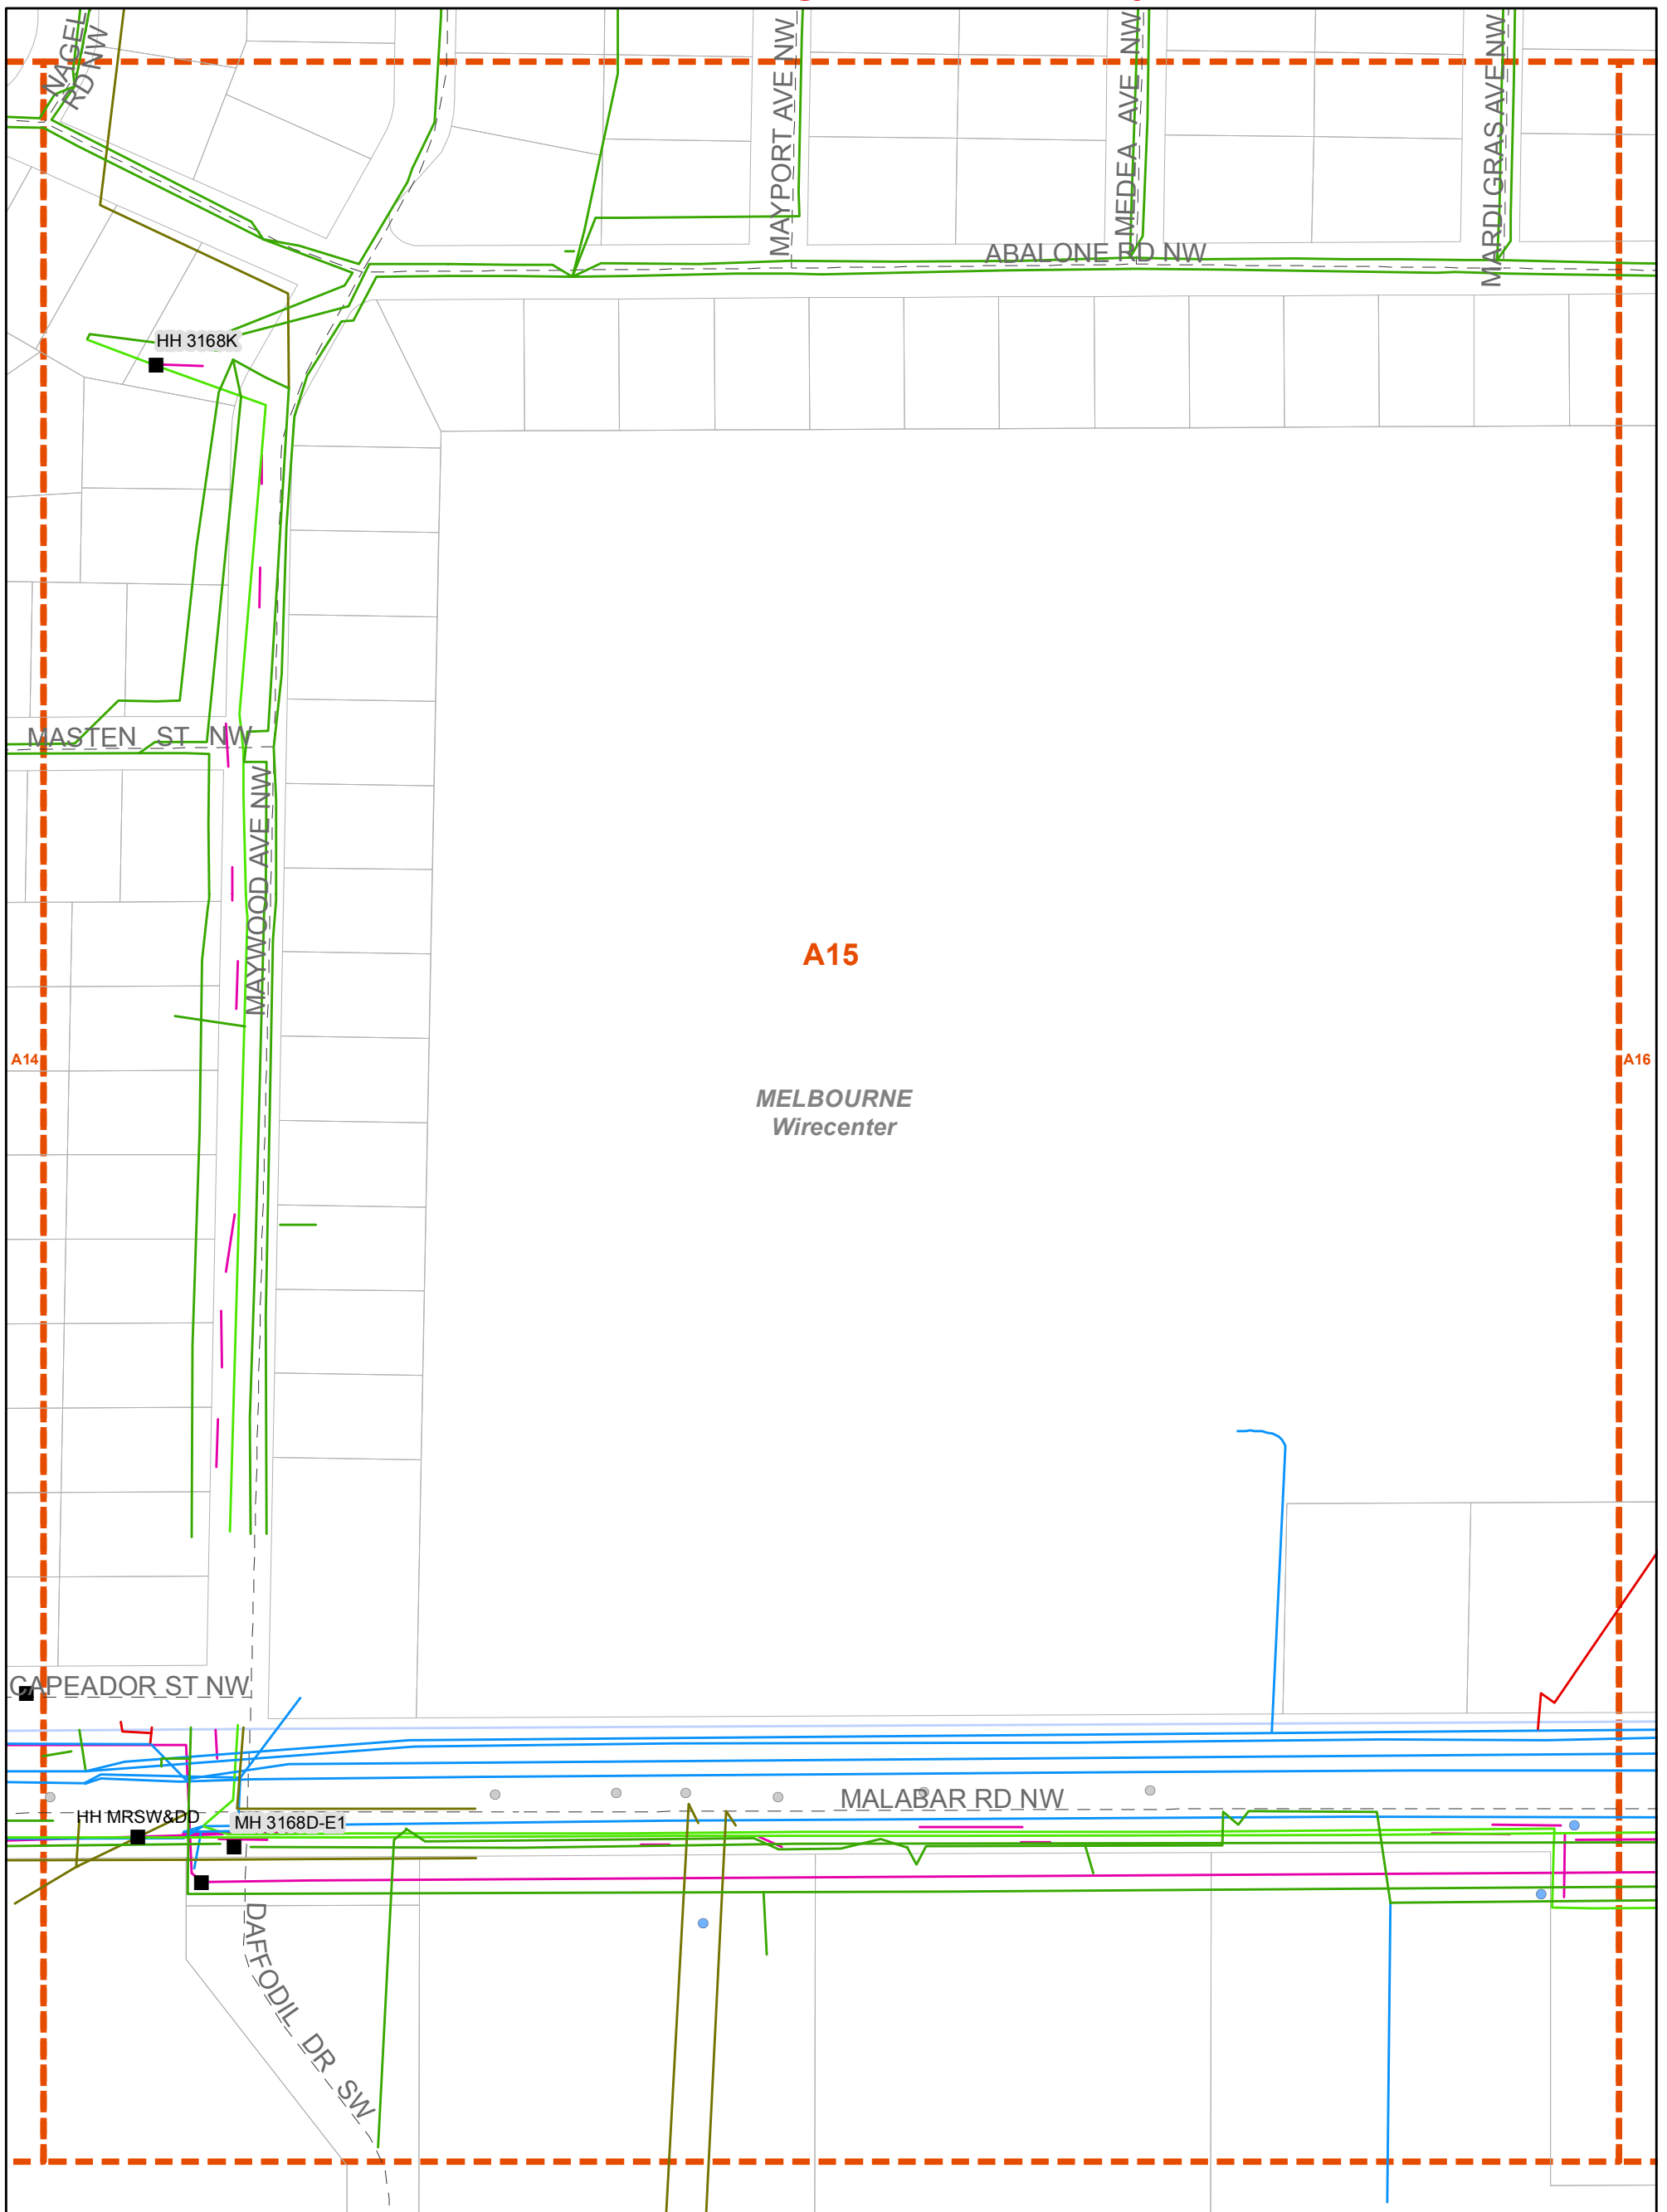 NAGEL
RD NW
MAYPORT AVE NW
MEDEA AVE NW
MARDI GRAS AVE NW
ABALONE RD NW
HH 3168K
MASTEN ST NW
MAYWOOD AVE NW
A15
A14
A16
MELBOURNE
Wirecenter
CAPEADOR ST NW
MALABAR RD NW
HH MRSW&DD
MH 3168D-E1
DAFFODIL DR SW